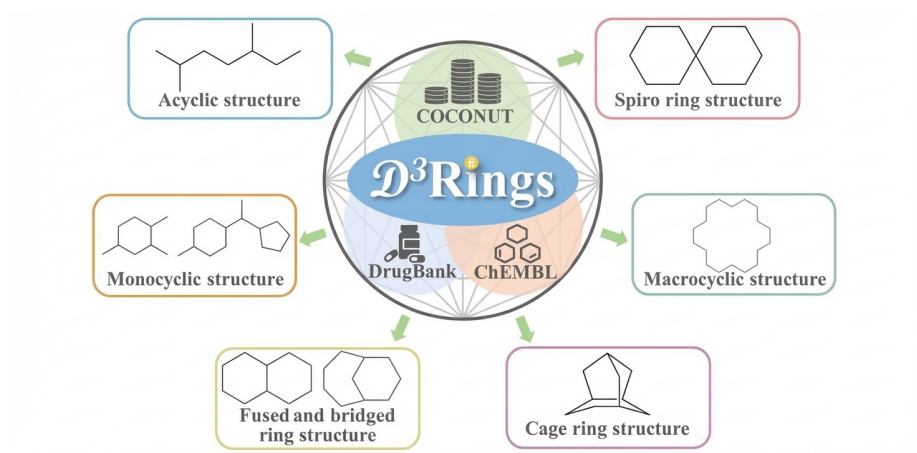 Acyclic structure
Spiro ring structure
COCONUT
D³Rings
Monocyclic structure
DrugBank
ChEMBL
Macrocyclic structure
Fused and bridged
ring structure
Cage ring structure